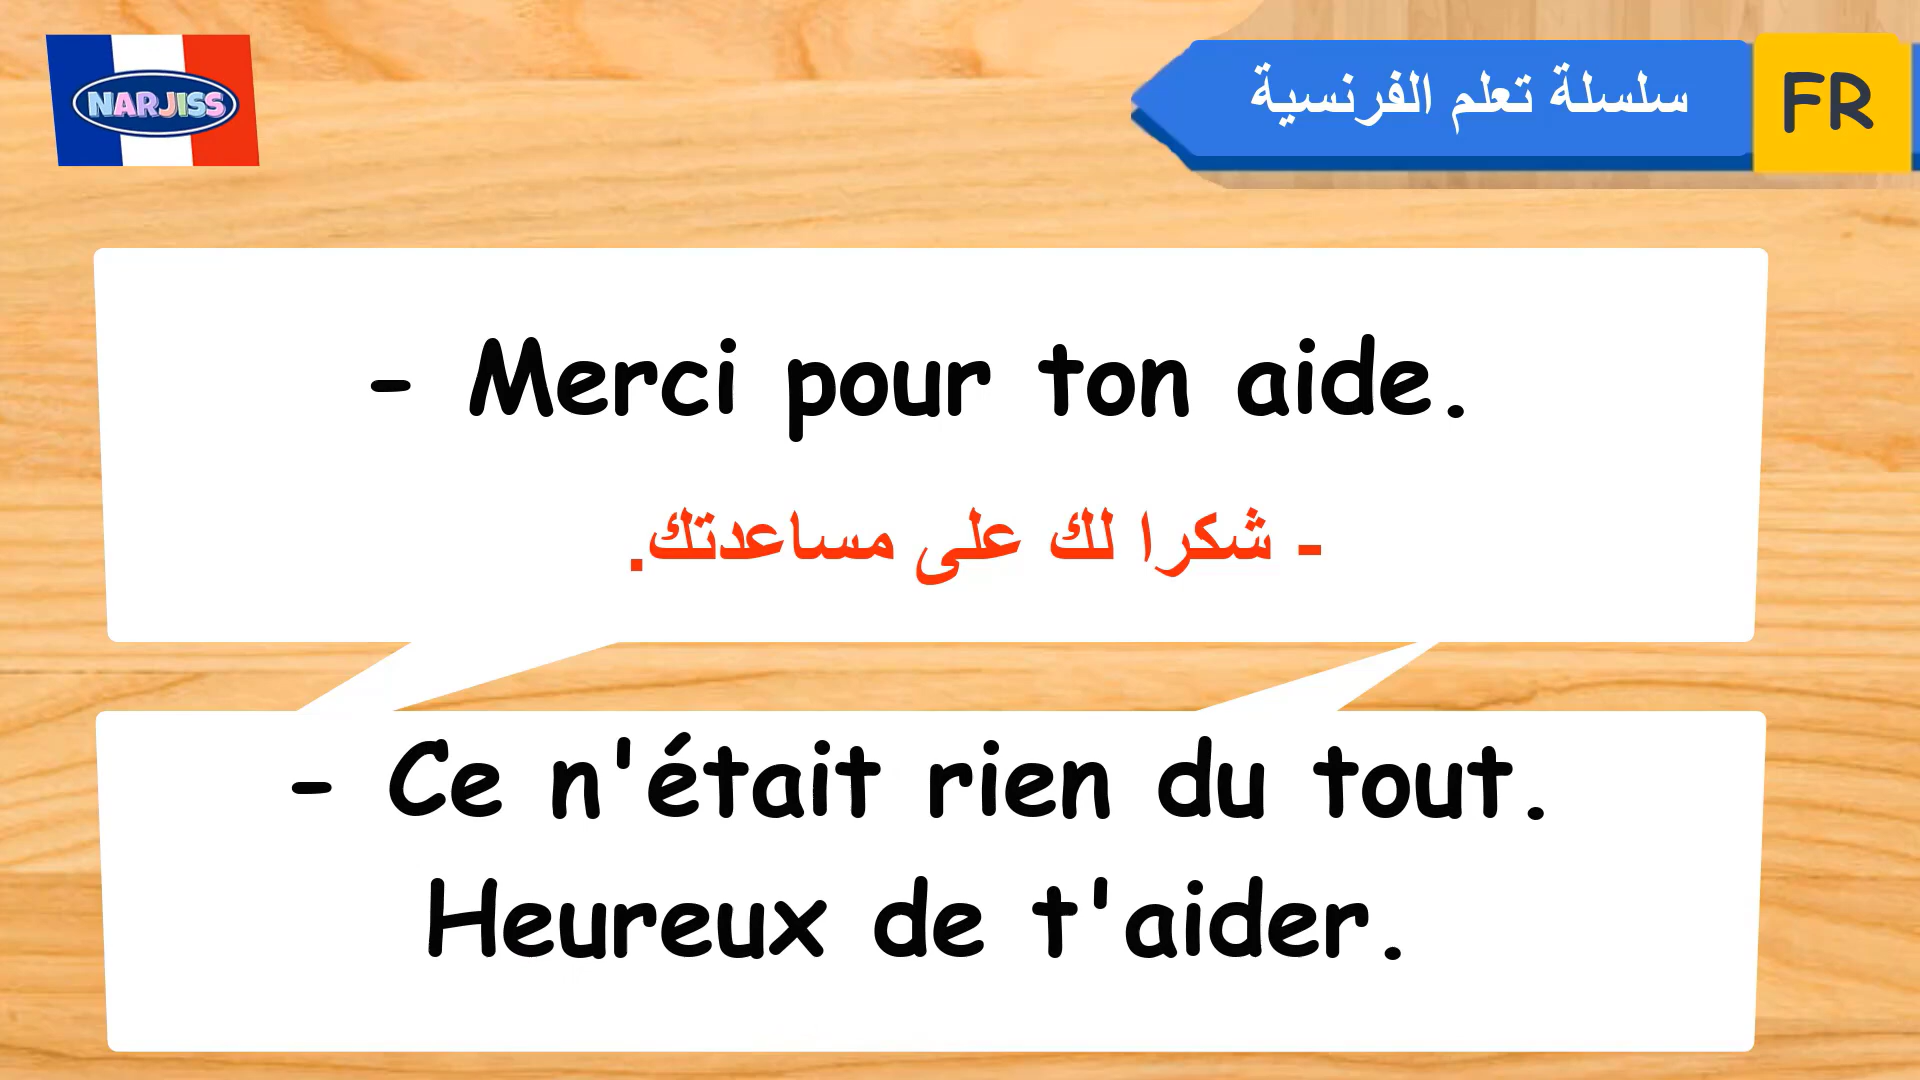 NARJISS
سلسلة تعلم الفرنسية
FR
- Merci pour ton aide.
- شكرا لك على مساعدتك.
- Ce n'était rien du tout.
Heureux de t'aider.